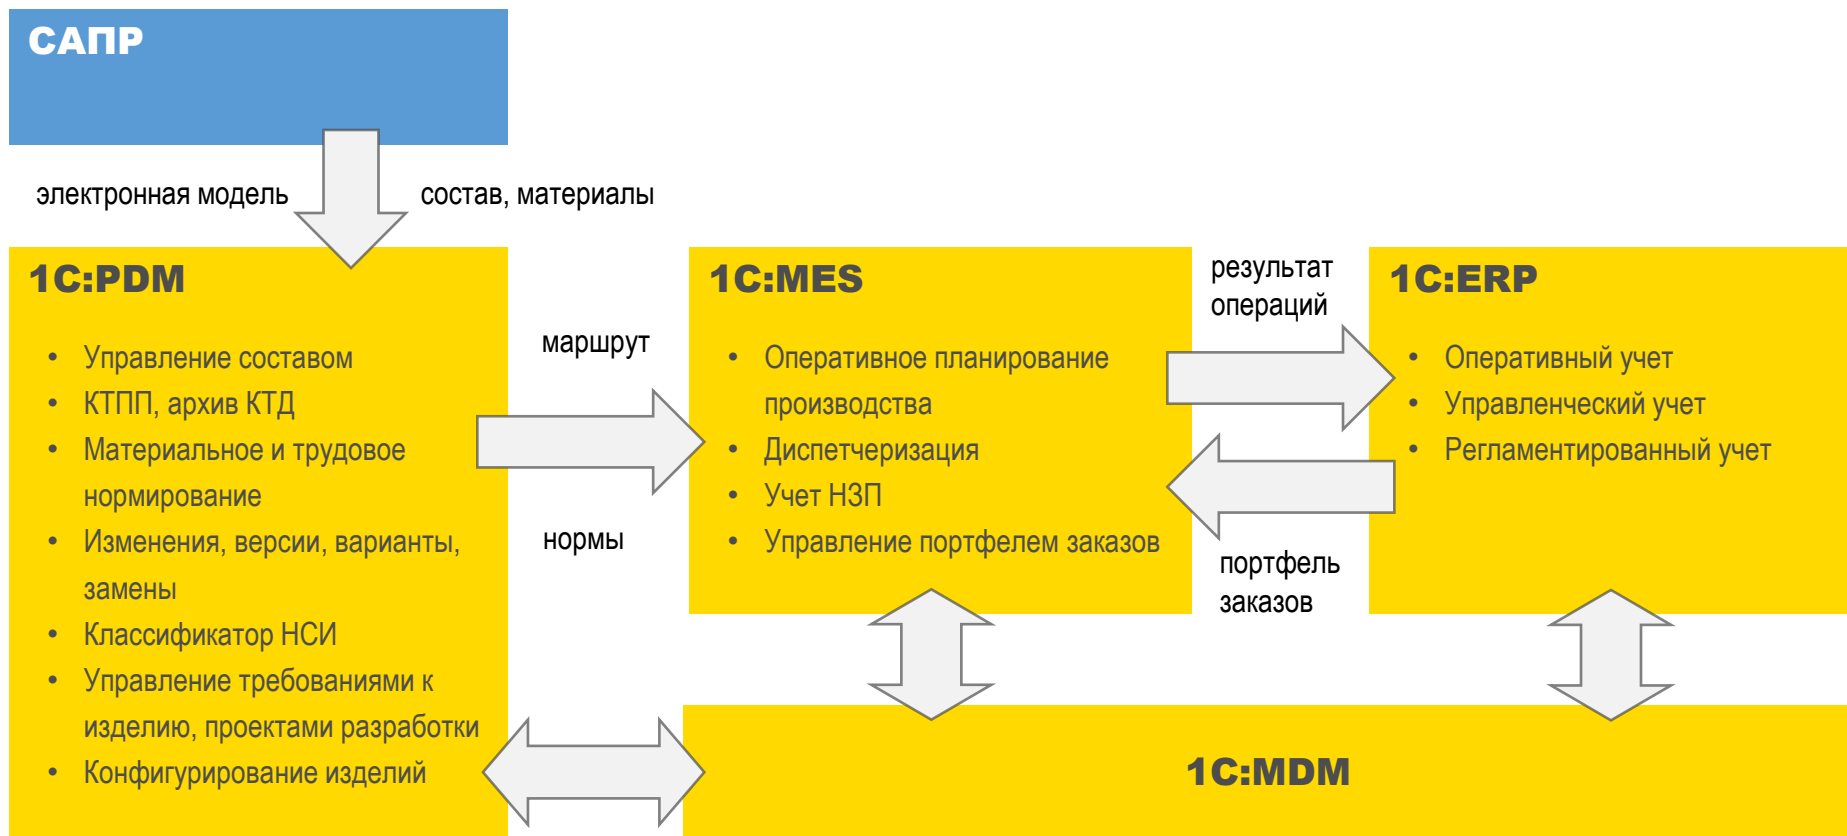 САПР
электронная модель
состав, материалы
1С:PDM
• Управление составом
• КТПП, архив КТД
• Материальное и трудовое
нормирование
• Изменения, версии, варианты,
замены
• Классификатор НСИ
• Управление требованиями к
изделию, проектами разработки
• Конфигурирование изделий
маршрут
нормы
1С:MES
• Оперативное планирование
производства
• Диспетчеризация
• Учет НЗП
• Управление портфелем заказов
результат
операций
портфель
заказов
1С:ERP
• Оперативный учет
• Управленческий учет
• Регламентированный учет
1С:MDM